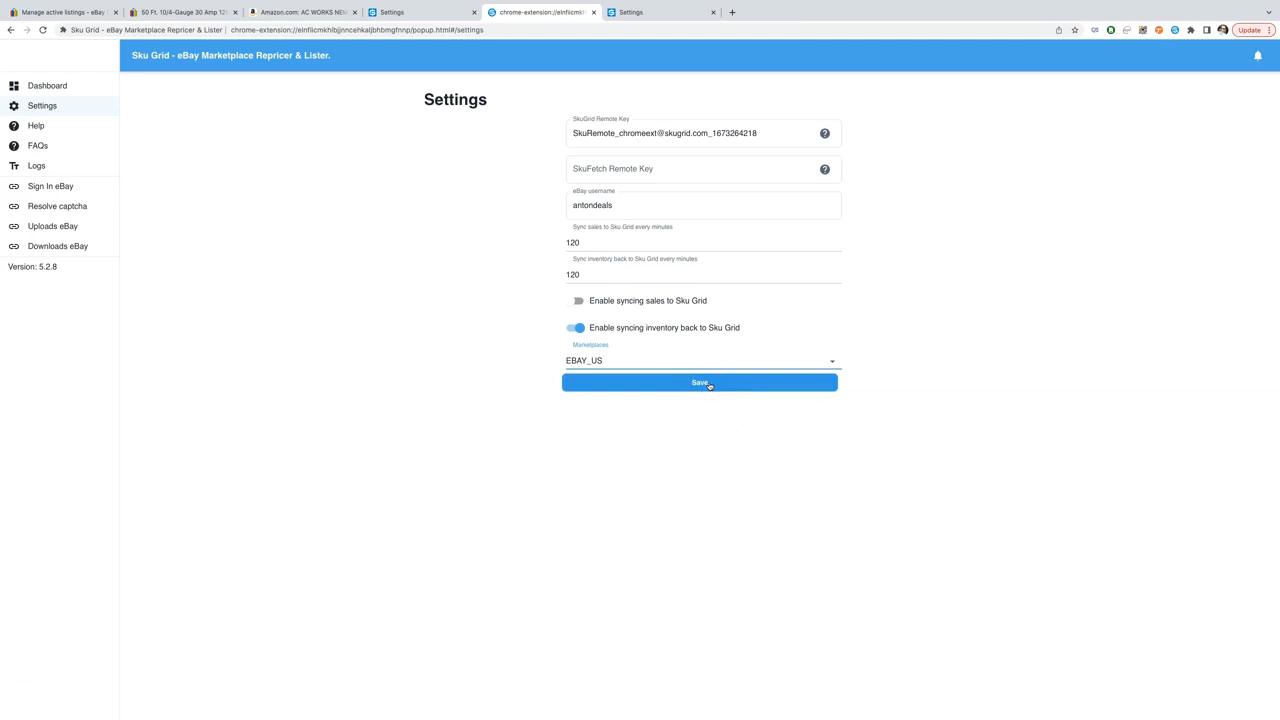 Manage active listings - eBay
50 Ft. 10/4-Gauge 30 Amp 12
Amazon.com: AC WORKS NEM
Settings
chrome-extension://elnfiicmkh
Settings
Sku Grid - eBay Marketplace Repricer & Lister
chrome-extension://elnfiicmkhlbjjnncehkaljbhbmgfnnp/popup.html#/settings
Update
Sku Grid - eBay Marketplace Repricer & Lister.
Dashboard
Settings
Help
FAQs
Logs
Sign In eBay
Resolve captcha
Uploads eBay
Downloads eBay
Version: 5.2.8
Settings
SkuGrid Remote Key
SkuRemote_chromeext@skugrid.com_1673264218
SkuFetch Remote Key
eBay username
antondeals
Sync sales to Sku Grid every minutes
120
Sync inventory back to Sku Grid every minutes
120
Enable syncing sales to Sku Grid
Enable syncing inventory back to Sku Grid
Marketplaces
EBAY_US
Save